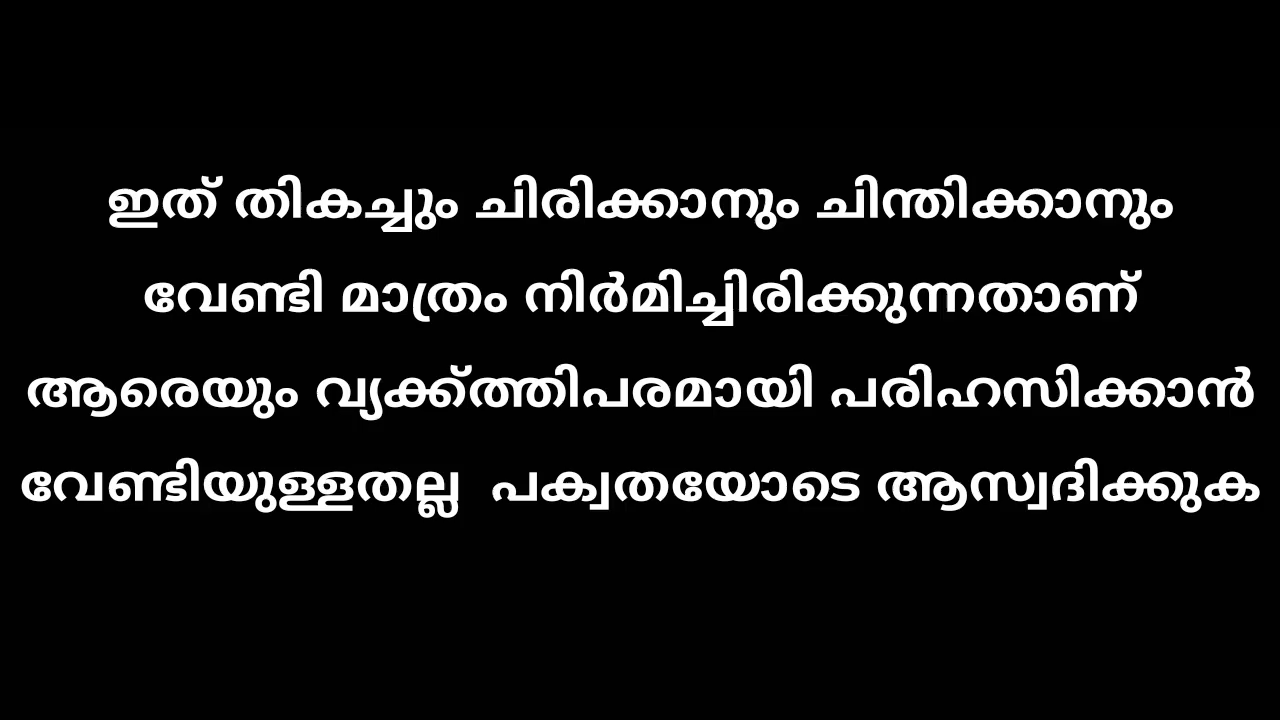 ഇത് തികച്ചും ചിരിക്കാനും ചിന്തിക്കാനും
വേണ്ടി മാത്രം നിർമിച്ചിരിക്കുന്നതാണ്
ആരെയും വ്യക്ക്ത്തിപരമായി പരിഹസിക്കാൻ
വേണ്ടിയുള്ളതല്ല പക്വതയോടെ ആസ്വദിക്കുക